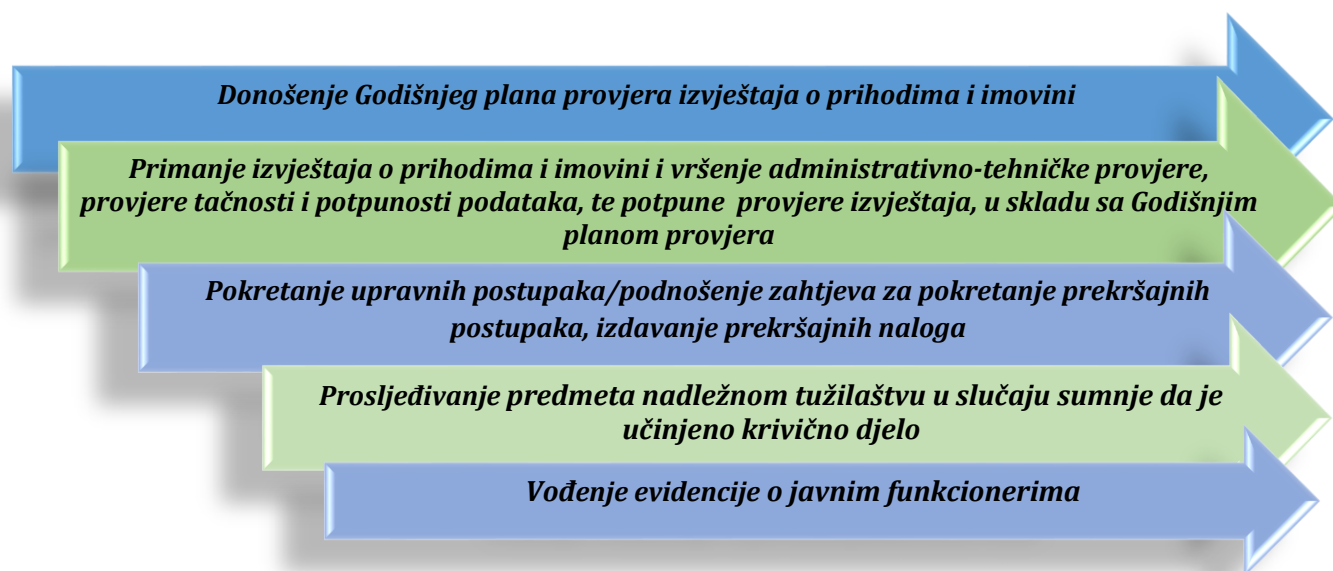 Donošenje Godišnjeg plana provjera izvještaja o prihodima i imovini
Primanje izvještaja o prihodima i imovini i vršenje administrativno-tehničke provjere,
provjere tačnosti i potpunosti podataka, te potpune provjere izvještaja, u skladu sa Godišnjim
planom provjera
Pokretanje upravnih postupaka/podnošenje zahtjeva za pokretanje prekršajnih
postupaka, izdavanje prekršajnih naloga
Prosljeđivanje predmeta nadležnom tužilaštvu u slučaju sumnje da je
učinjeno krivično djelo
Vođenje evidencije o javnim funkcionerima